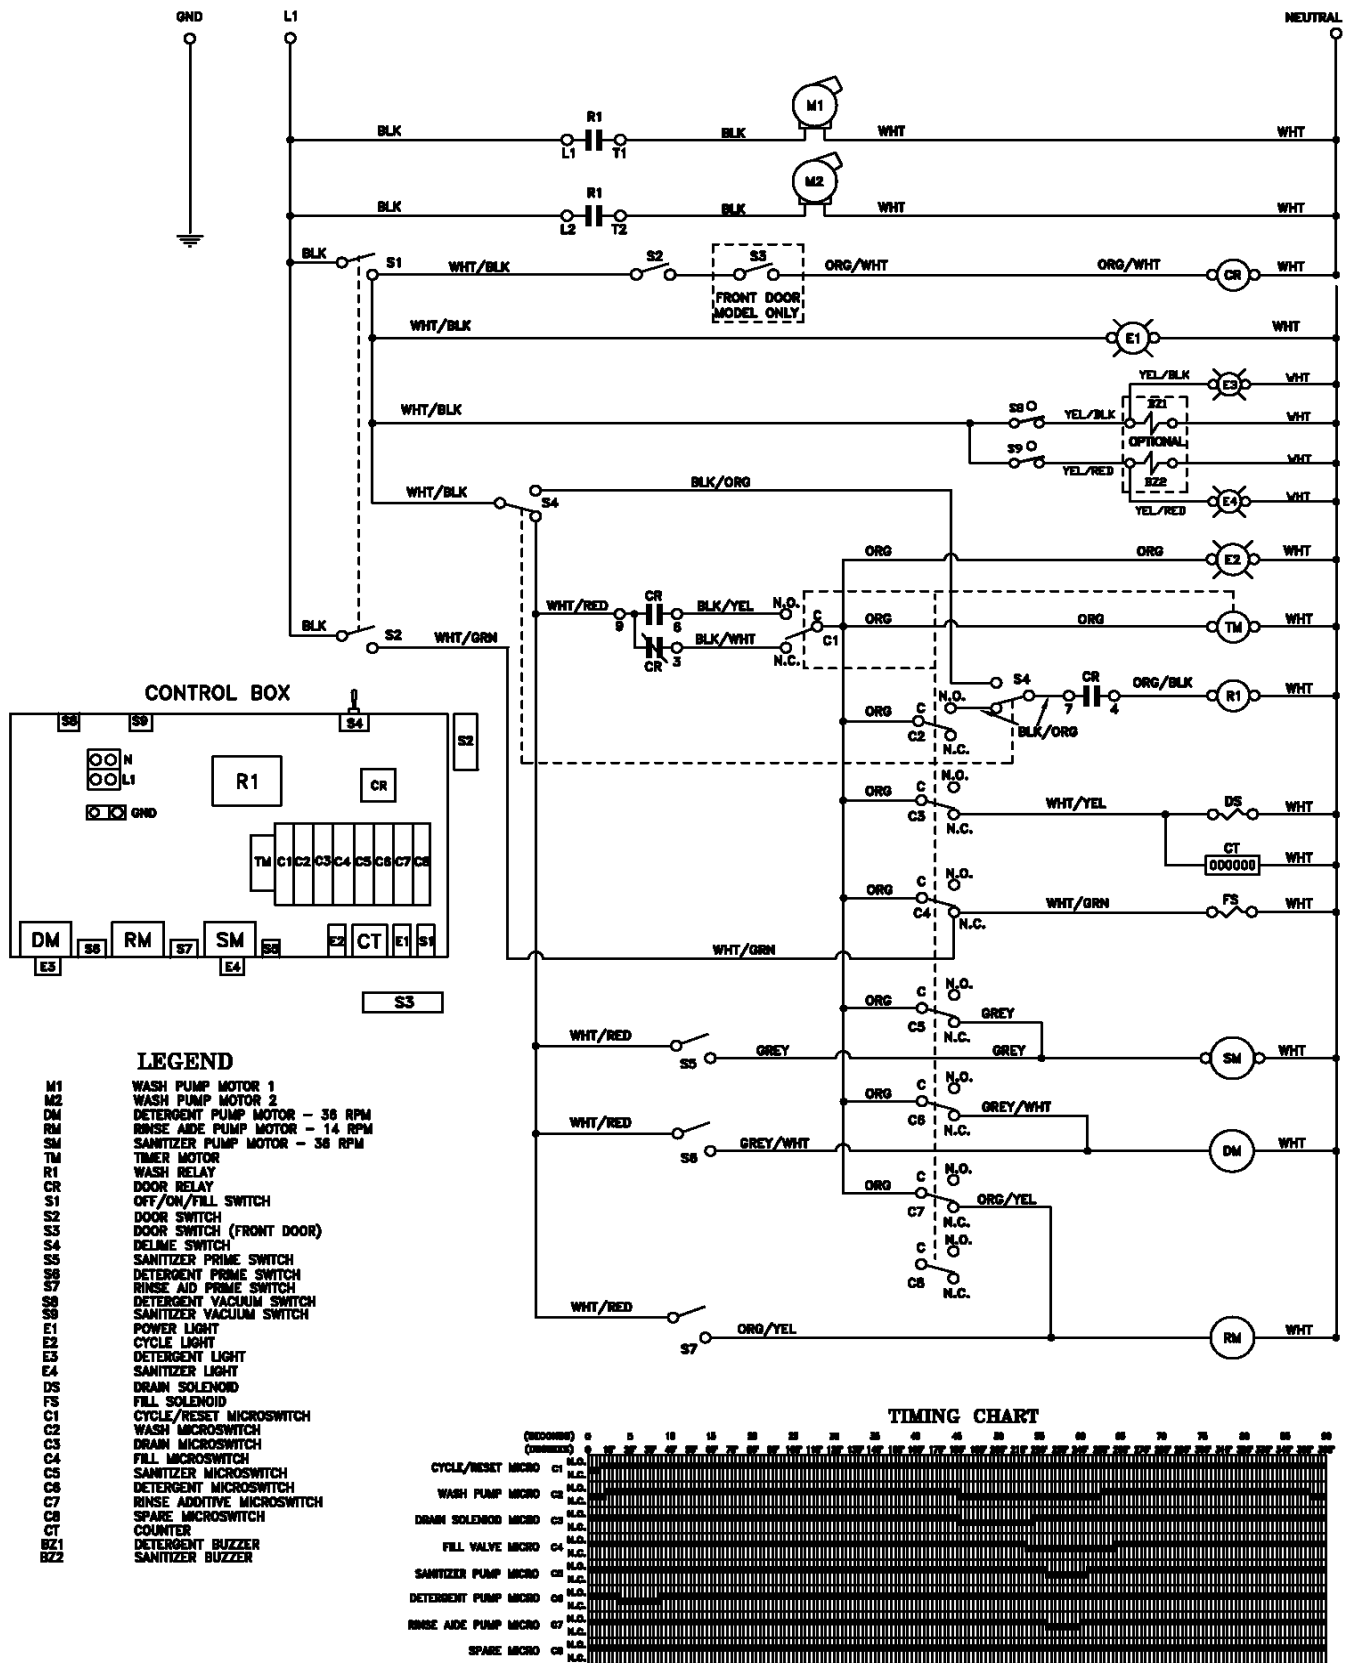 GND
L1
NEUTRAL
M1
R1
BLK
BLK
WHT
WHT
L1
T1
M2
R1
BLK
BLK
WHT
WHT
L2
T2
BLK
S1
WHT/BLK
S2
S3
ORG/WHT
ORG/WHT
CR
WHT
FRONT DOOR
MODEL ONLY
WHT/BLK
E1
WHT
YEL/BLK
E3
WHT
WHT/BLK
S8
YEL/BLK
BZ1
WHT
OPTIONAL
S9
YEL/RED
BZ2
WHT
WHT/BLK
S4
BLK/ORG
YEL/RED
E4
WHT
ORG
ORG
E2
WHT
WHT/RED
9
CR
6
BLK/YEL
N.O.
C
C1
ORG
ORG
TM
WHT
CR
3
BLK/WHT
N.C.
BLK
S2
WHT/GRN
ORG
C
C2
N.O.
N.C.
S4
BLK/ORG
7
CR
4
ORG/BLK
R1
WHT
ORG
C
C3
N.O.
N.C.
WHT/YEL
DS
WHT
CT
000000
WHT
ORG
C
C4
N.O.
N.C.
WHT/GRN
FS
WHT
WHT/GRN
ORG
C
C5
N.O.
N.C.
GREY
WHT/RED
S5
GREY
GREY
SM
WHT
ORG
C
C6
N.O.
N.C.
GREY/WHT
WHT/RED
S6
GREY/WHT
DM
WHT
ORG
C7
N.O.
N.C.
ORG/YEL
C
C8
N.O.
N.C.
WHT/RED
S7
ORG/YEL
RM
WHT
CONTROL BOX
S8
S9
S4
S2
N
L1
GND
R1
CR
TM
C1
C2
C3
C4
C5
C6
C7
C8
DM
S6
RM
S7
SM
E2
CT
E1
S1
E3
E4
S3
LEGEND
M1 WASH PUMP MOTOR 1
M2 WASH PUMP MOTOR 2
DM DETERGENT PUMP MOTOR – 36 RPM
RM RINSE AIDE PUMP MOTOR – 14 RPM
SM SANITIZER PUMP MOTOR – 36 RPM
TM TIMER MOTOR
R1 WASH RELAY
CR DOOR RELAY
S1 OFF/ON/FILL SWITCH
S2 DOOR SWITCH
S3 DOOR SWITCH (FRONT DOOR)
S4 DELIME SWITCH
S5 SANITIZER PRIME SWITCH
S6 DETERGENT PRIME SWITCH
S7 RINSE AID PRIME SWITCH
S8 DETERGENT VACUUM SWITCH
S9 SANITIZER VACUUM SWITCH
E1 POWER LIGHT
E2 CYCLE LIGHT
E3 DETERGENT LIGHT
E4 SANITIZER LIGHT
DS DRAIN SOLENOID
FS FILL SOLENOID
C1 CYCLE/RESET MICROSWITCH
C2 WASH MICROSWITCH
C3 DRAIN MICROSWITCH
C4 FILL MICROSWITCH
C5 SANITIZER MICROSWITCH
C6 DETERGENT MICROSWITCH
C7 RINSE ADDITIVE MICROSWITCH
C8 SPARE MICROSWITCH
CT COUNTER
BZ1 DETERGENT BUZZER
BZ2 SANITIZER BUZZER
TIMING CHART
(SECONDS) 0 5 10 15
(DEGREES)
CYCLE/RESET MICRO C1 N.O. N.C.
WASH PUMP MICRO C2 N.O. N.C.
DRAIN SOLENIOD MICRO C3 N.O. N.C.
FILL VALVE MICRO C4 N.O. N.C.
SANITIZER PUMP MICRO C5 N.O. N.C.
DETERGENT PUMP MICRO C6 N.O. N.C.
RINSE AIDE PUMP MICRO C7 N.O. N.C.
SPARE MICRO C8 N.O. N.C.